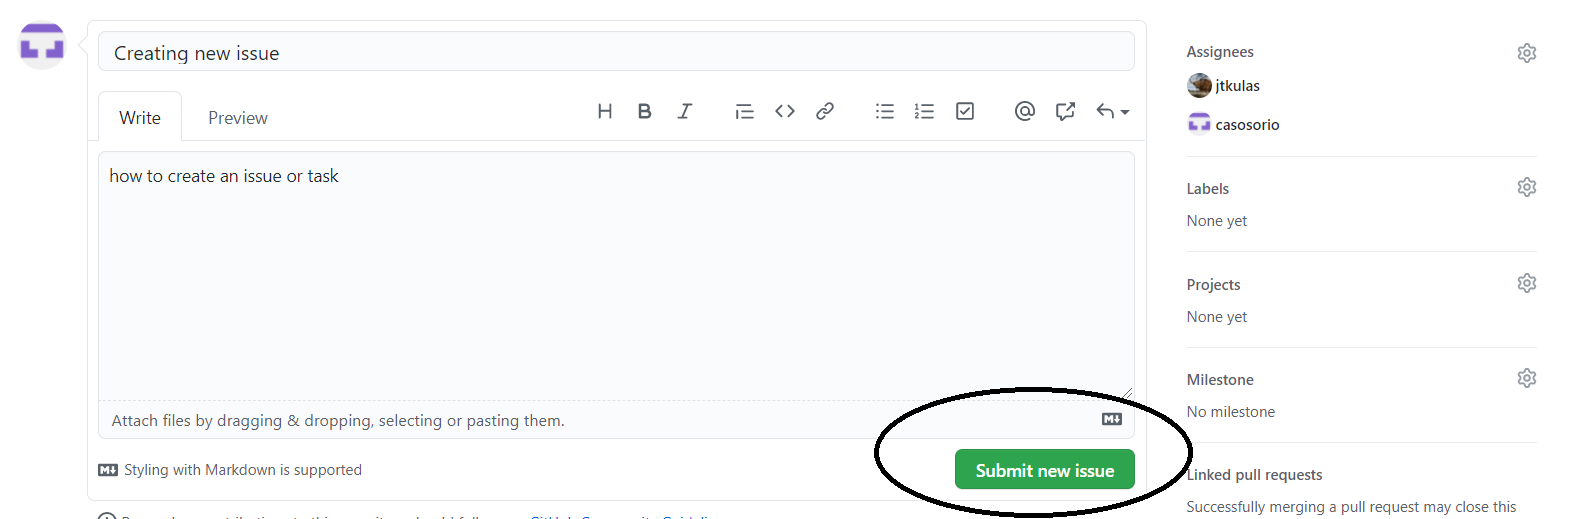 Creating new issue
Write Preview
how to create an issue or task
Attach files by dragging & dropping, selecting or pasting them.
Styling with Markdown is supported
Submit new issue
Assignees
jtkulas
casosorio
Labels
None yet
Projects
None yet
Milestone
No milestone
Linked pull requests
Successfully merging a pull request may close this